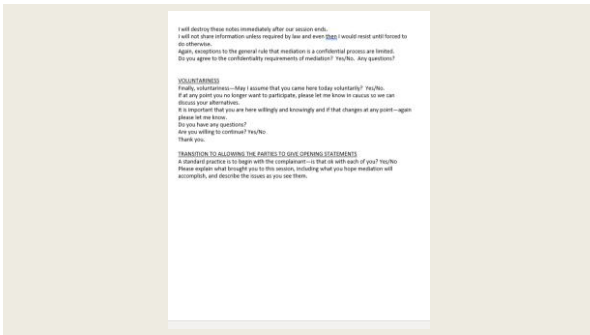 I will destroy these notes immediately after our session ends.
I will not share information unless required by law and even then I would resist until forced to
do otherwise.
Again, exceptions to the general rule that mediation is a confidential process are limited.
Do you agree to the confidentiality requirements of mediation? Yes/No. Any questions?
VOLUNTARINESS
Finally, voluntariness—May I assume that you came here today voluntarily? Yes/No.
If at any point you no longer want to participate, please let me know in caucus so we can
discuss your alternatives.
It is important that you are here willingly and knowingly and if that changes at any point—again
please let me know.
Do you have any questions?
Are you willing to continue? Yes/No
Thank you.
TRANSITION TO ALLOWING THE PARTIES TO GIVE OPENING STATEMENTS
A standard practice is to begin with the complainant—is that ok with each of you? Yes/No
Please explain what brought you to this session, including what you hope mediation will
accomplish, and describe the issues as you see them.